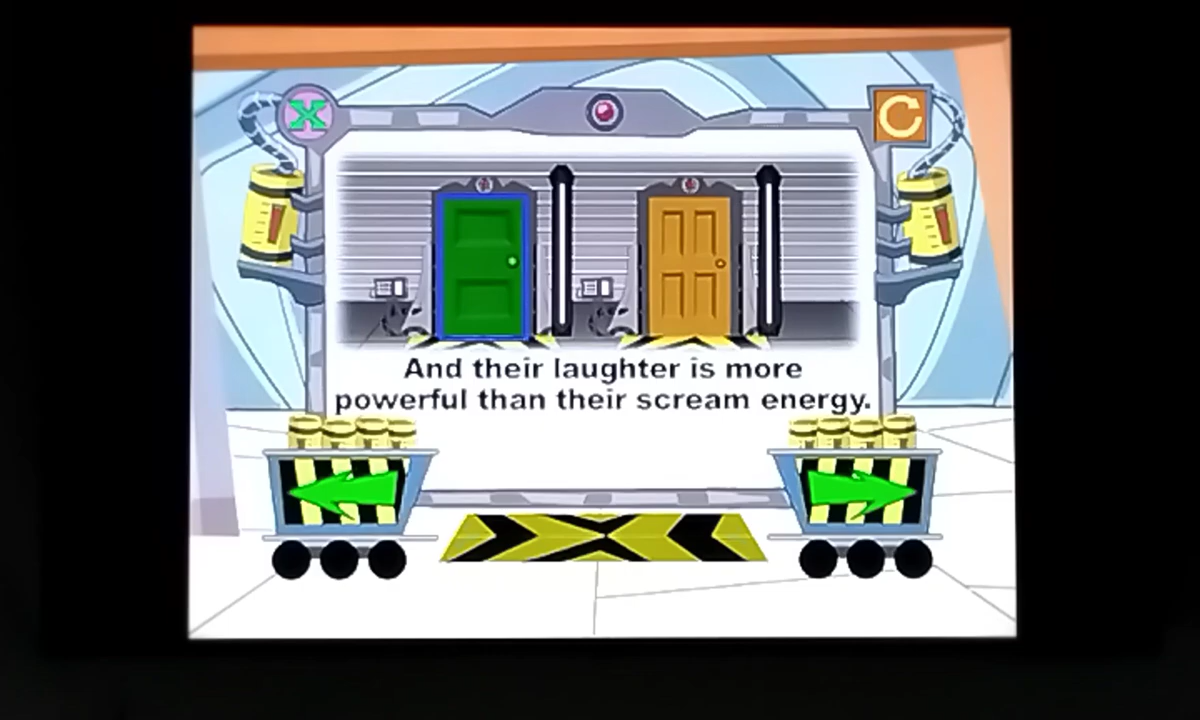 And their laughter is more
powerful than their scream energy.